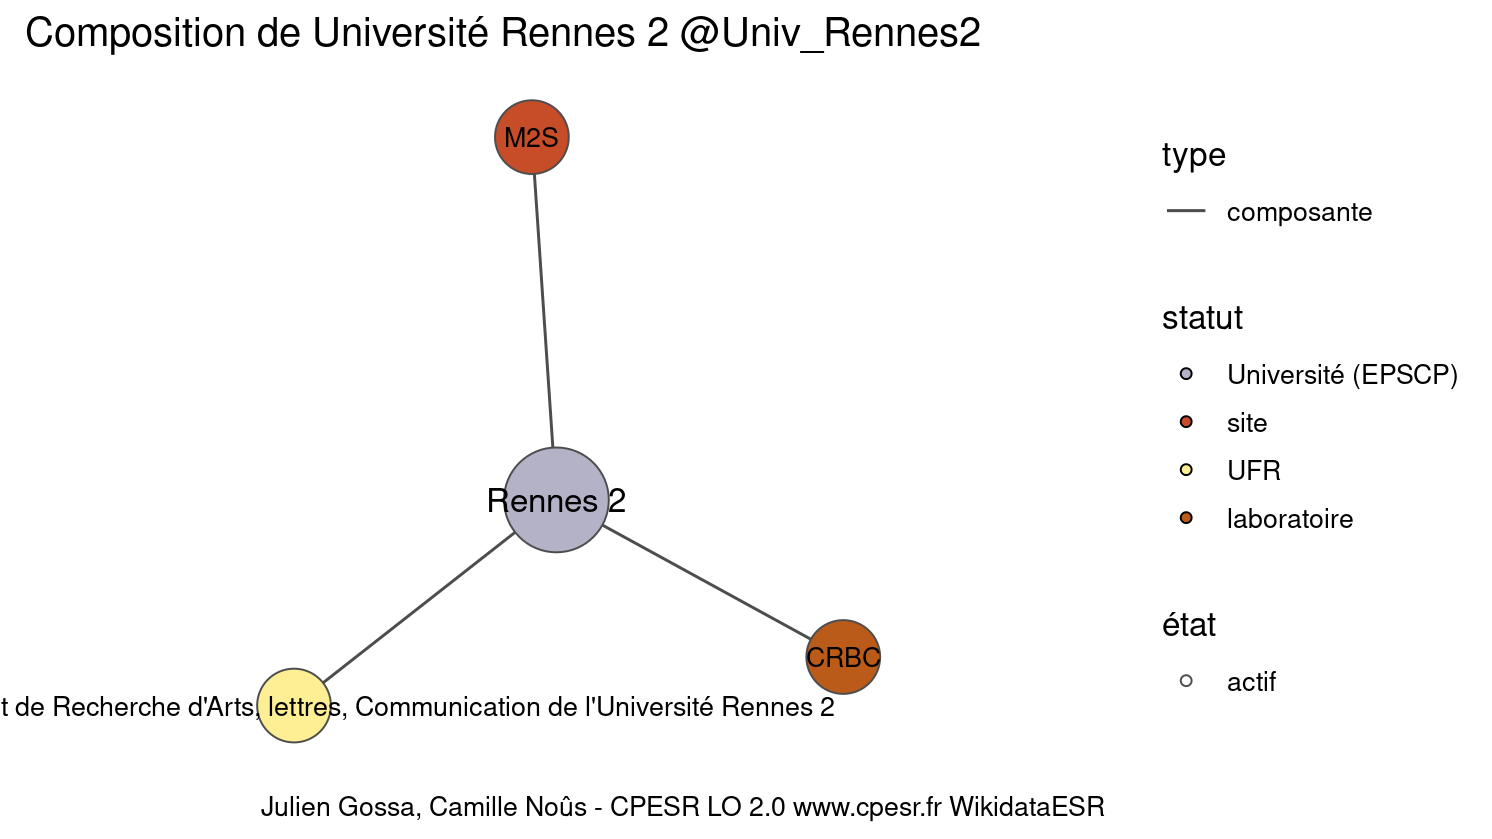 Composition de Université Rennes 2 @Univ_Rennes2
M2S
Rennes 2
CRBC
t de Recherche d'Arts, lettres, Communication de l'Université Rennes 2
type
composante
statut
Université (EPSCP)
site
UFR
laboratoire
état
actif
Julien Gossa, Camille Noûs - CPESR LO 2.0 www.cpesr.fr WikidataESR